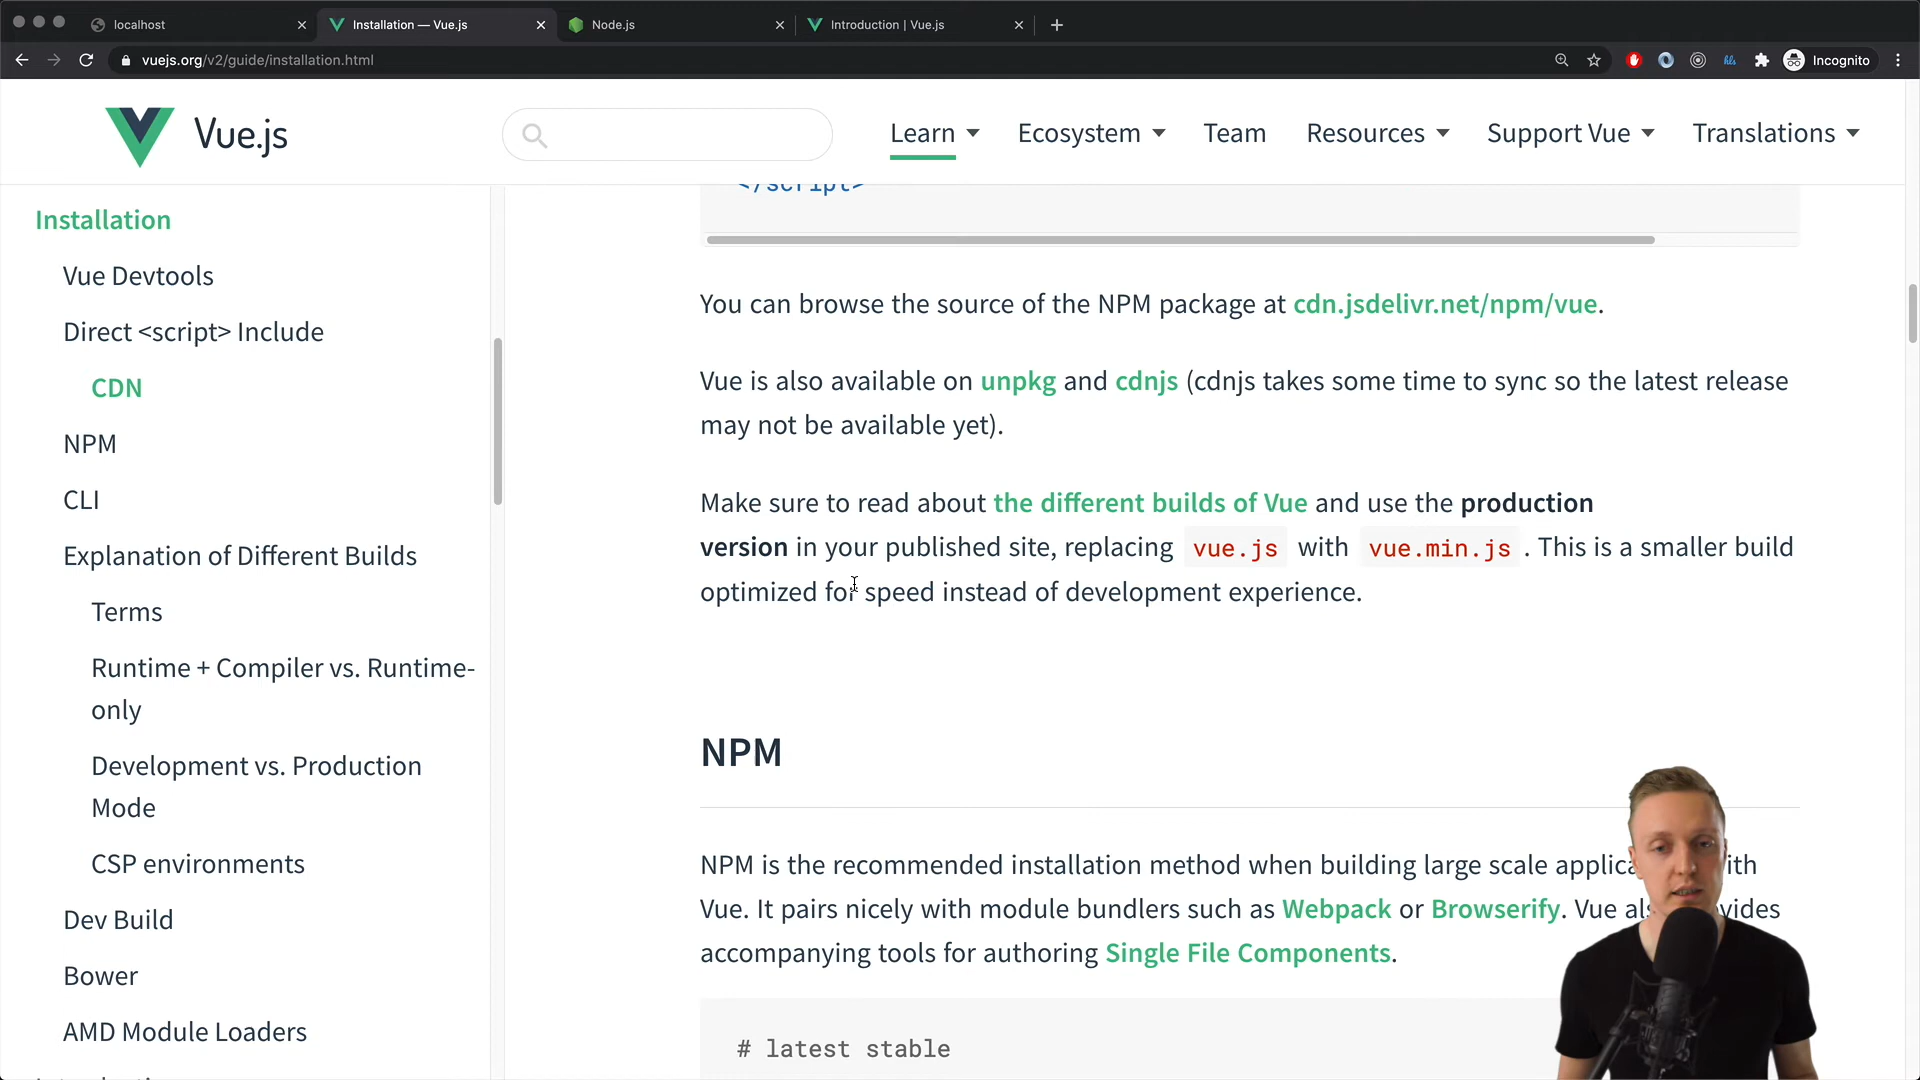 localhost
Installation — Vue.js
Node.js
Introduction | Vue.js
vuejs.org/v2/guide/installation.html
Incognito
Vue.js
Learn
Ecosystem
Team
Resources
Support Vue
Translations
Installation
Vue Devtools
Direct <script> Include
CDN
NPM
CLI
Explanation of Different Builds
Terms
Runtime + Compiler vs. Runtime-
only
Development vs. Production
Mode
CSP environments
Dev Build
Bower
AMD Module Loaders
</script>
You can browse the source of the NPM package at cdn.jsdelivr.net/npm/vue.
Vue is also available on unpkg and cdnjs (cdnjs takes some time to sync so the latest release
may not be available yet).
Make sure to read about the different builds of Vue and use the production
version in your published site, replacing vue.js with vue.min.js . This is a smaller build
optimized for speed instead of development experience.
NPM
NPM is the recommended installation method when building large scale
Vue. It pairs nicely with module bundlers such as Webpack or Browserify. Vue
accompanying tools for authoring Single File Components.
# latest stable